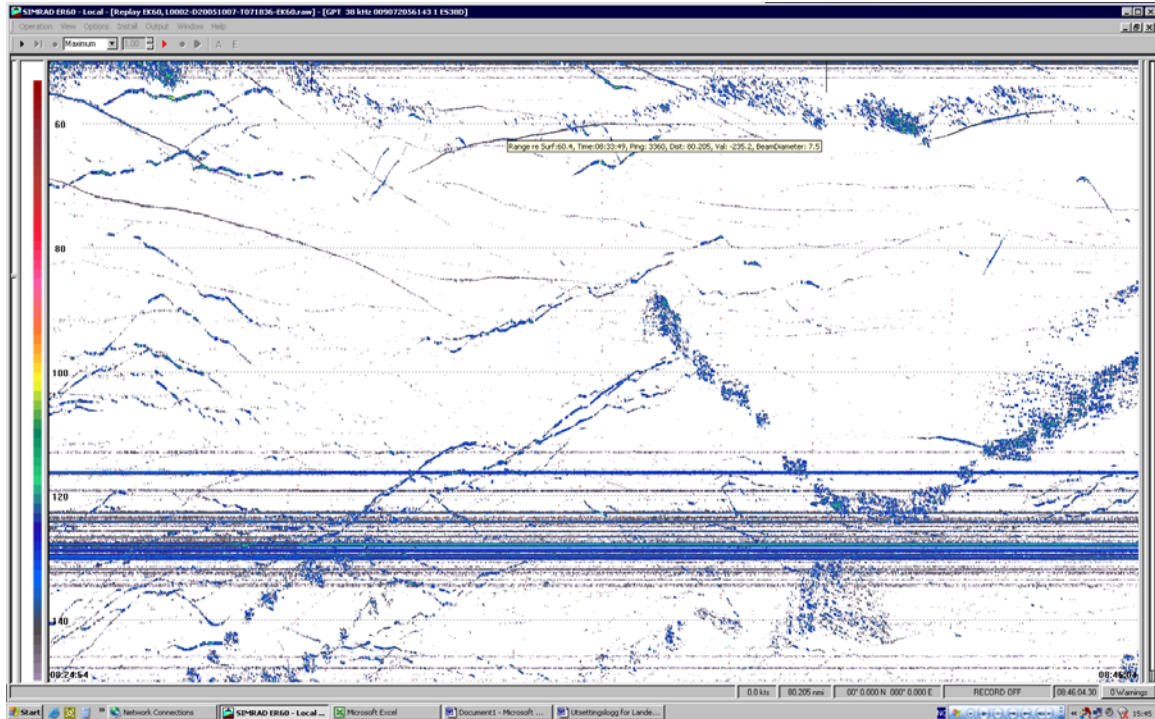 SIMRAD ER60 - Local - [Replay EK60, L0002-D20051007-T071836-EK60.raw] - [GPT 38 kHz 009072056143 1 ES38D]
Operation View Options Install Output Window Help
Maximum 1.00 A E
60
Range re Surf:60.4, Time:08:33:49, Ping: 3360, Dist: 80.205, Val: -235.2, BeamDiameter: 7.5
80
100
120
140
08:24:54 08:46:04
0.0 kts 80.205 nmi 00° 0.000 N 000° 0.000 E RECORD OFF 08:46:04.30 0 Warnings
Start » Network Connections SIMRAD ER60 - Local ... Microsoft Excel Document1 - Microsoft ... Utsettingslogg for Lande... « 15:45